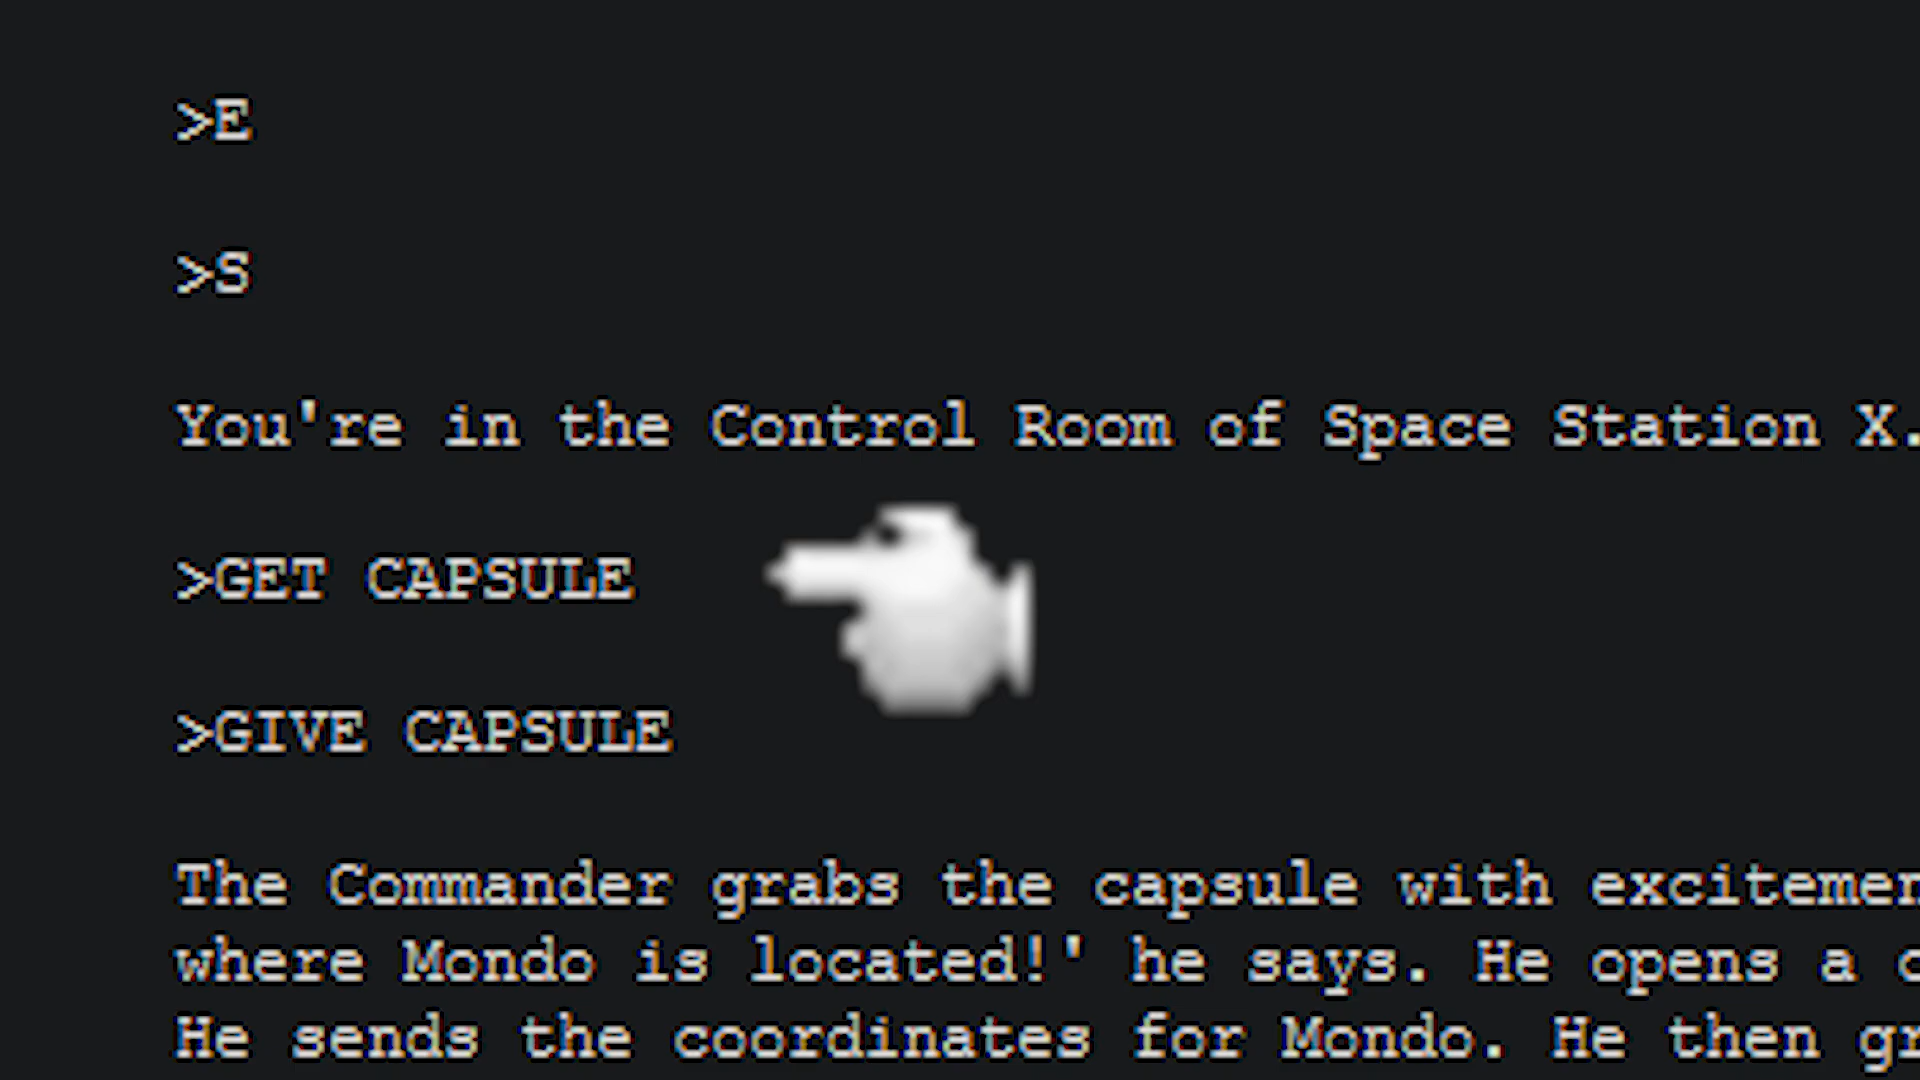 >E
>S
You're in the Control Room of Space Station X.
>GET CAPSULE
>GIVE CAPSULE
The Commander grabs the capsule with
where Mondo is located!' he says. He opens a
He sends the coordinates for Mondo. He then